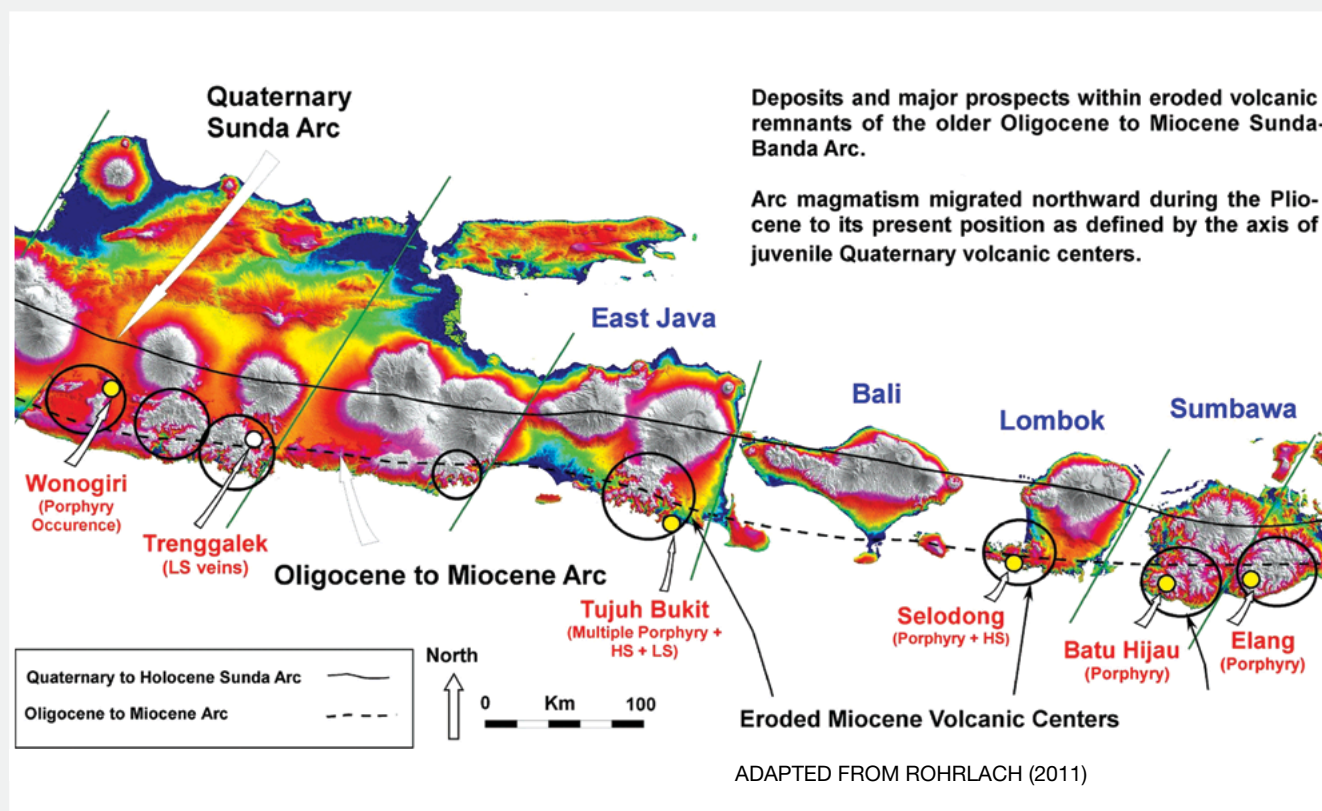 Quaternary
Sunda Arc
Deposits and major prospects within eroded volcanic
remnants of the older Oligocene to Miocene Sunda-
Banda Arc.
Arc magmatism migrated northward during the Plio-
cene to its present position as defined by the axis of
juvenile Quaternary volcanic centers.
East Java
Bali
Lombok
Sumbawa
Wonogiri
(Porphyry
Occurence)
Trenggalek
(LS veins)
Oligocene to Miocene Arc
Tujuh Bukit
(Multiple Porphyry +
HS + LS)
Selodong
(Porphyry + HS)
Batu Hijau
(Porphyry)
Elang
(Porphyry)
Quaternary to Holocene Sunda Arc
Oligocene to Miocene Arc
North
0 Km 100
Eroded Miocene Volcanic Centers
ADAPTED FROM ROHRLACH (2011)